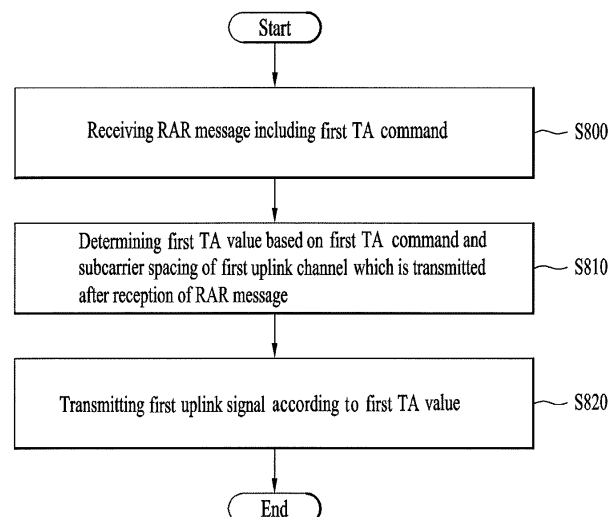 Start
Receiving RAR message including first TA command
S800
Determining first TA value based on first TA command and
subcarrier spacing of first uplink channel which is transmitted
after reception of RAR message
S810
Transmitting first uplink signal according to first TA value
S820
End